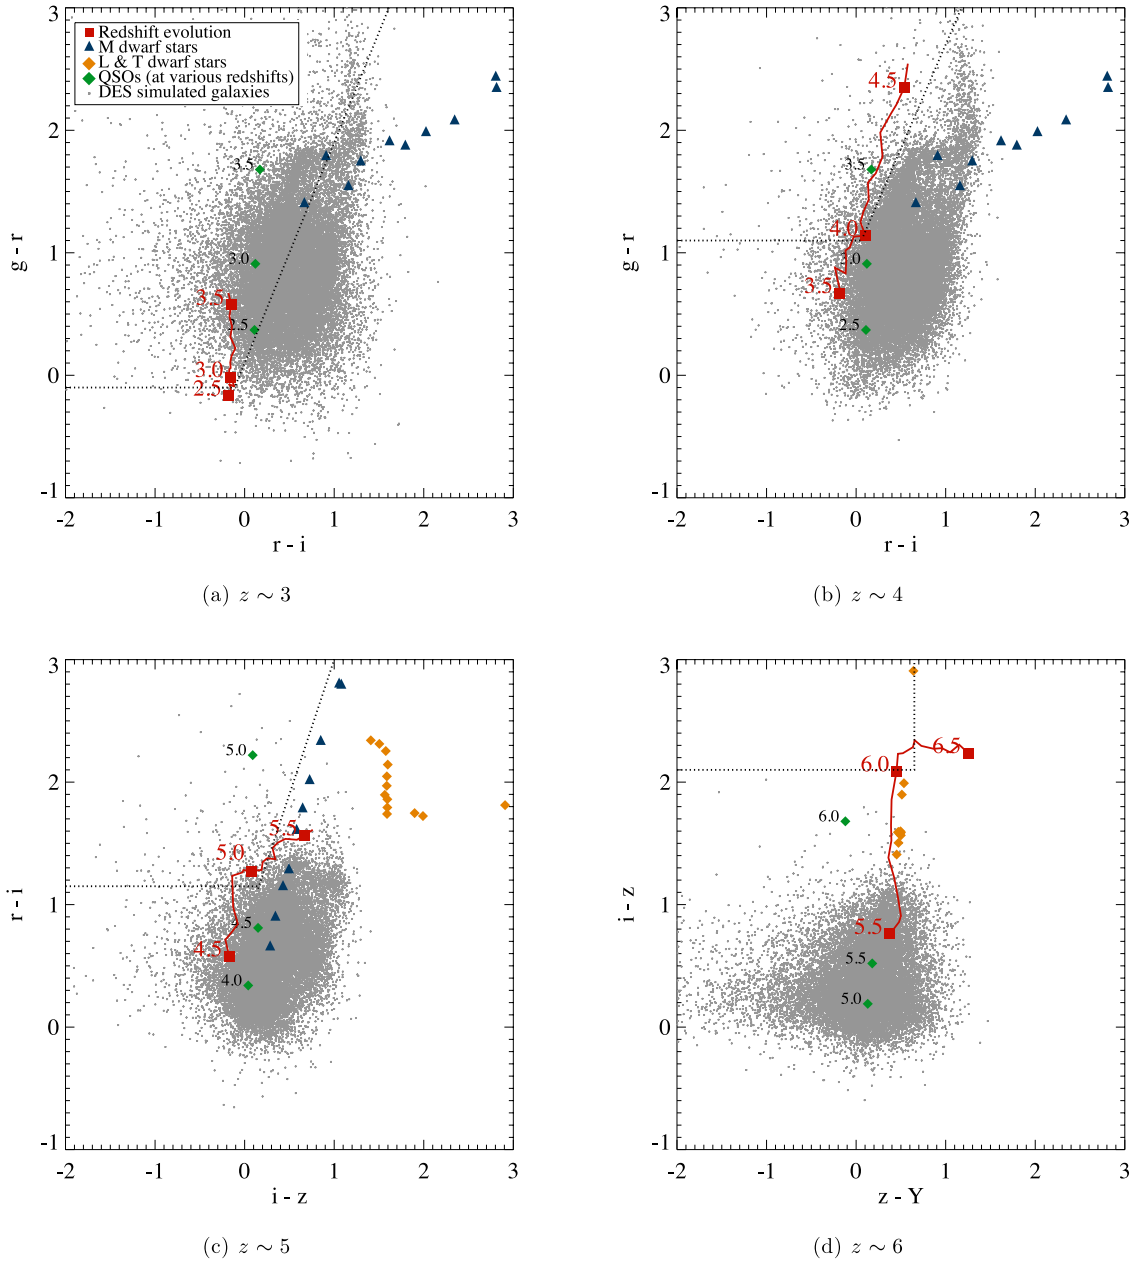 3
2
1
0
-1
g - r
Redshift evolution
M dwarf stars
L & T dwarf stars
QSOs (at various redshifts)
DES simulated galaxies
3.5
3.0
3.5
2.5
3.0
2.5
-2 -1 0 1 2 3
r - i
(a) z ∼ 3
3
2
1
0
-1
g - r
4.5
3.5
4.0
3.0
3.5
2.5
-2 -1 0 1 2 3
r - i
(b) z ∼ 4
3
2
1
0
-1
r - i
5.0
5.5
5.0
4.5
4.5
4.0
-2 -1 0 1 2 3
i - z
(c) z ∼ 5
3
2
1
0
-1
i - z
6.5
6.0
6.0
5.5
5.5
5.0
-2 -1 0 1 2 3
z - Y
(d) z ∼ 6